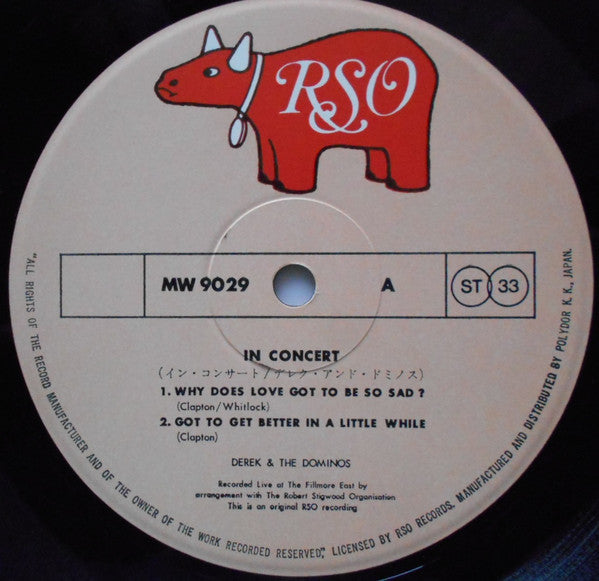 RSO
MW 9029
A
ST 33
IN CONCERT
(イン・コンサート/デレク・アンド・ドミノス)
1. WHY DOES LOVE GOT TO BE SO SAD ?
(Clapton/Whitlock)
2. GOT TO GET BETTER IN A LITTLE WHILE
(Clapton)
DEREK & THE DOMINOS
Recorded Live at The Fillmore East by
arrangement with The Robert Stigwood Organisation
This is an original RSO recording
"ALL RIGHTS OF THE RECORD MANUFACTURER AND OF THE OWNER OF THE WORK RECORDED RESERVED", LICENSED BY RSO RECORDS. MANUFACTURED AND DISTRIBUTED BY POLYDOR K. K., JAPAN.